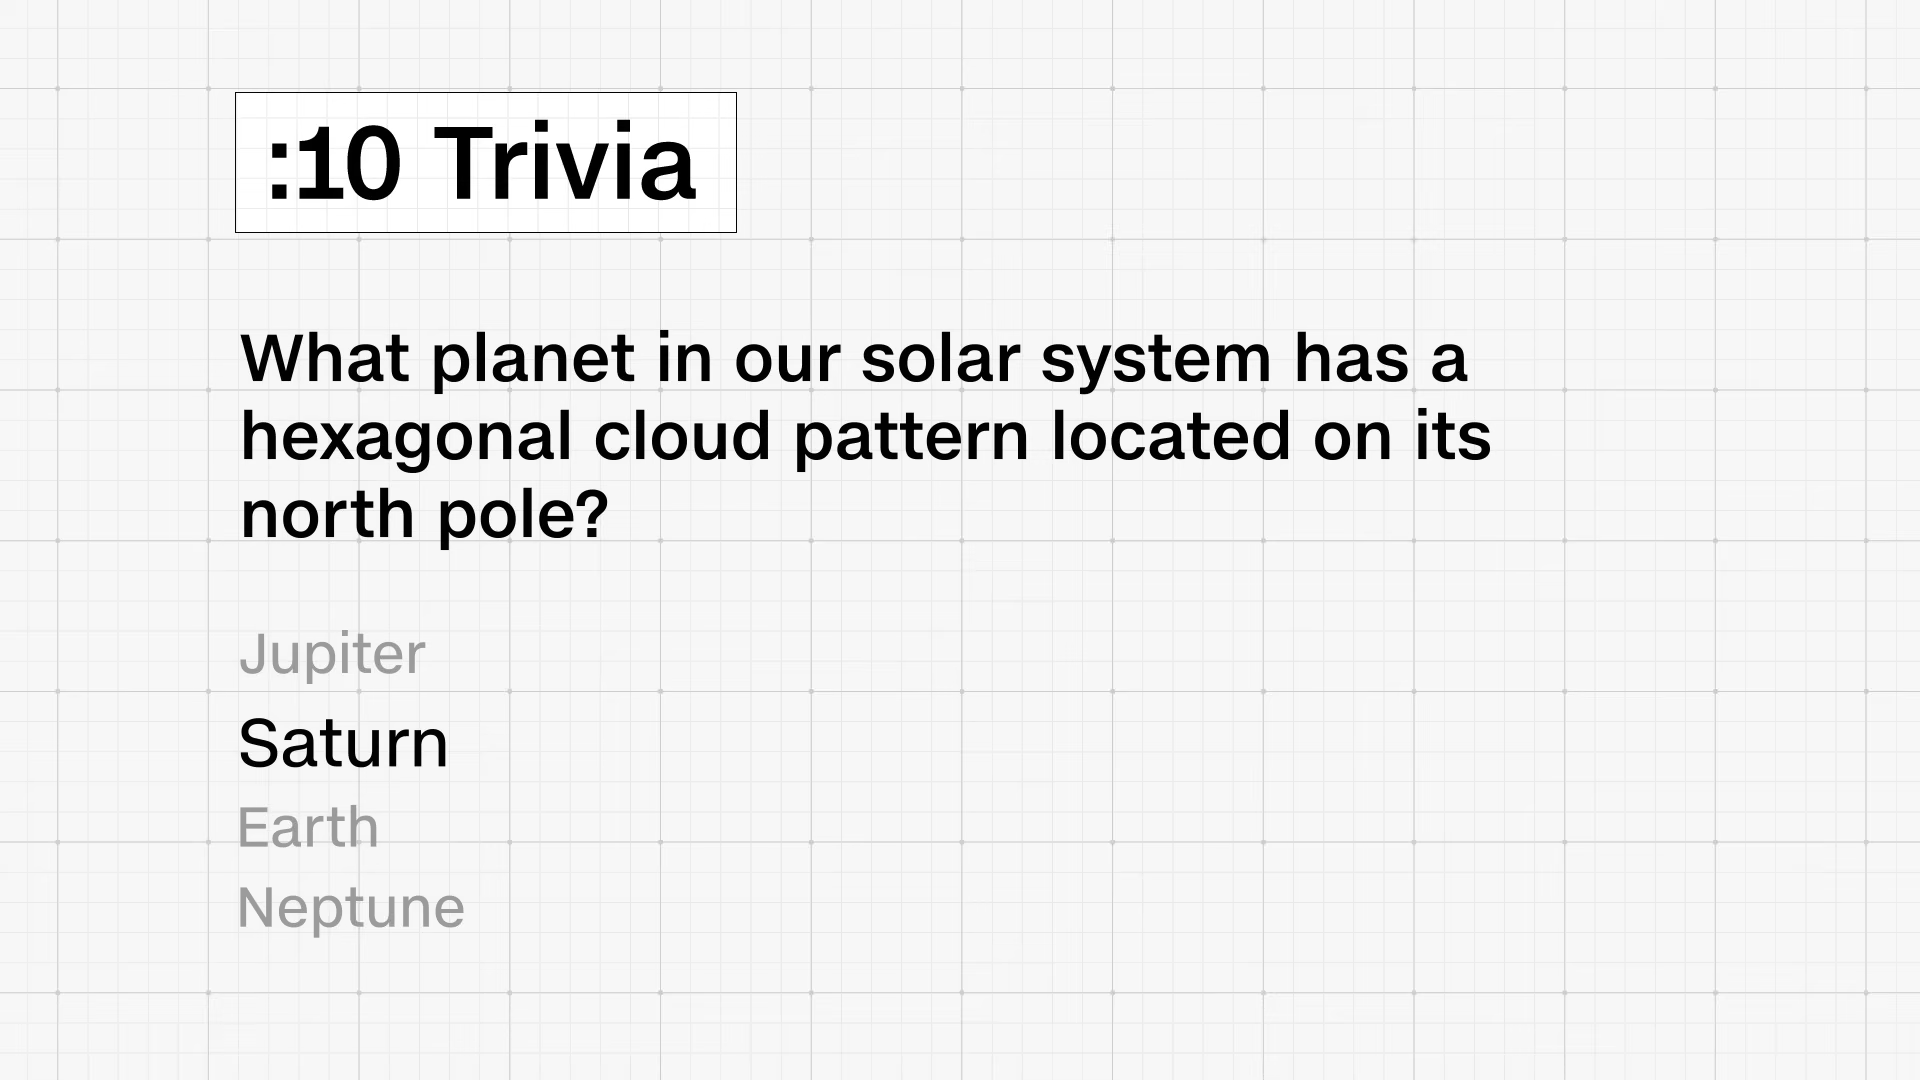 :10 Trivia
What planet in our solar system has a
hexagonal cloud pattern located on its
north pole?
Jupiter
Saturn
Earth
Neptune